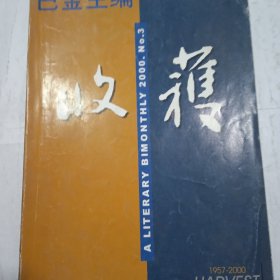 巴金主编
收穫
A LITERARY BIMONTHLY 2000. No.3
1957-2000
HARVEST